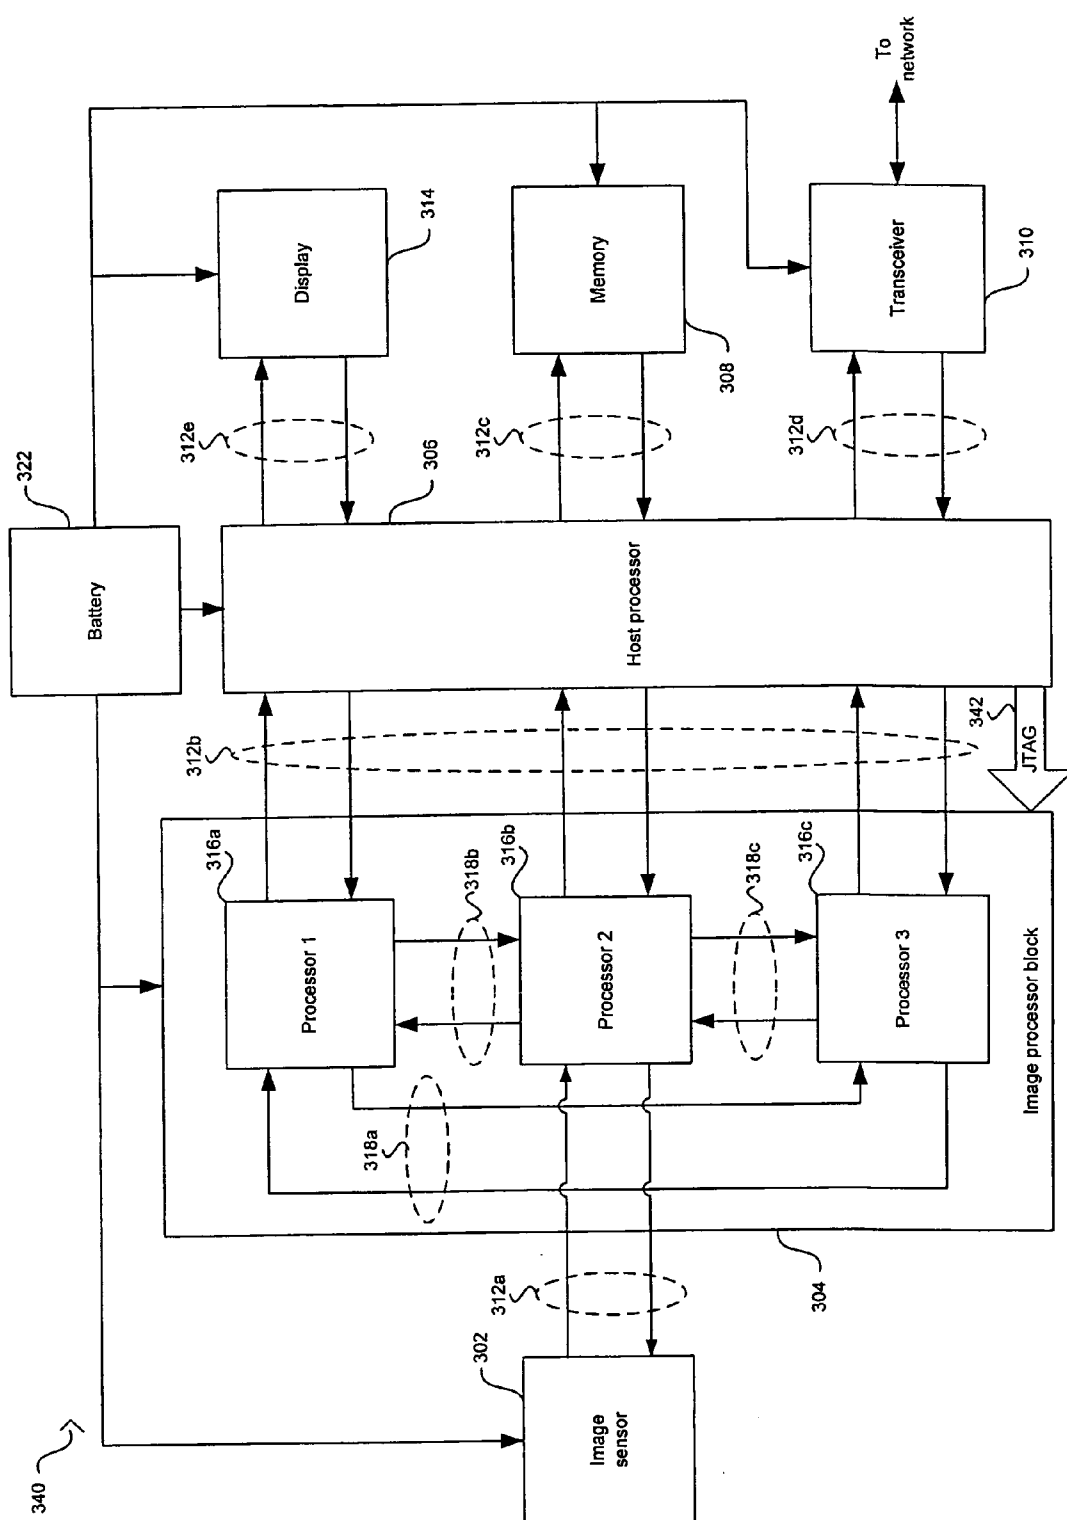 340
322
Battery
302
Image
sensor
312a
304
Image processor block
316a
Processor 1
318a
318b
316b
Processor 2
318c
316c
Processor 3
312b
342
JTAG
306
Host processor
312e
312c
312d
Display
314
Memory
308
Transceiver
310
To
network